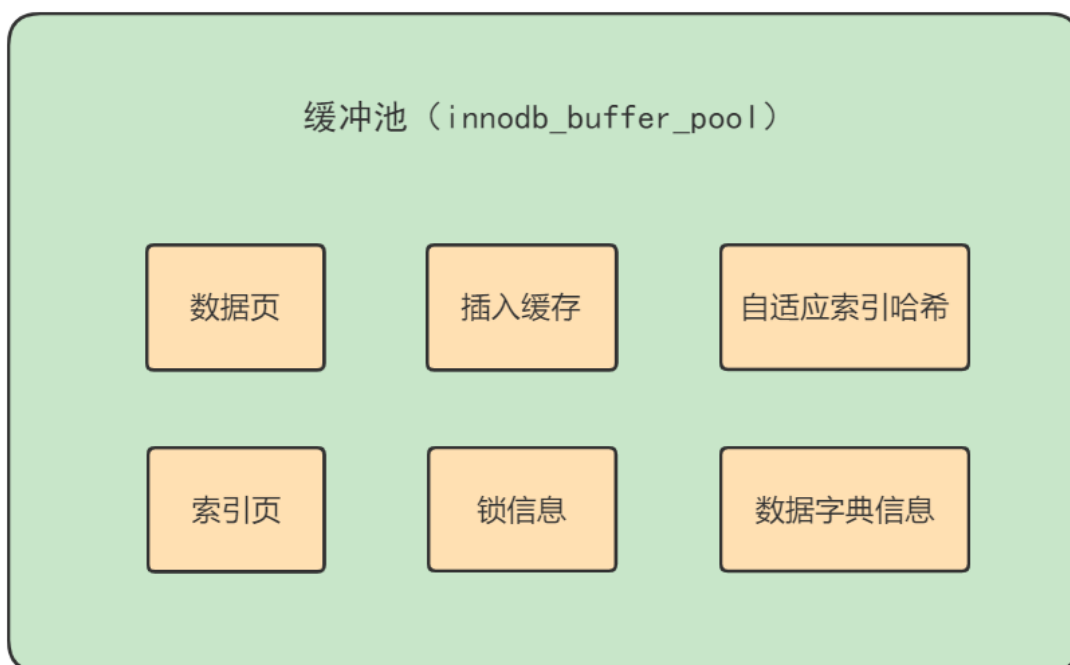 缓冲池（innodb_buffer_pool）
数据页
插入缓存
自适应索引哈希
索引页
锁信息
数据字典信息